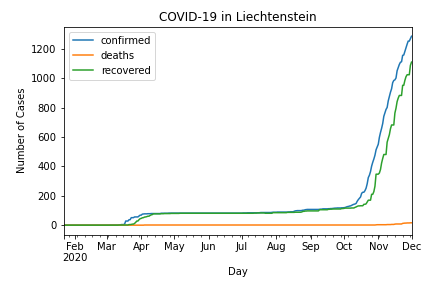 COVID-19 in Liechtenstein
confirmed
deaths
recovered
Number of Cases
1200
1000
800
600
400
200
0
Feb Mar Apr May Jun Jul Aug Sep Oct Nov Dec
2020
Day